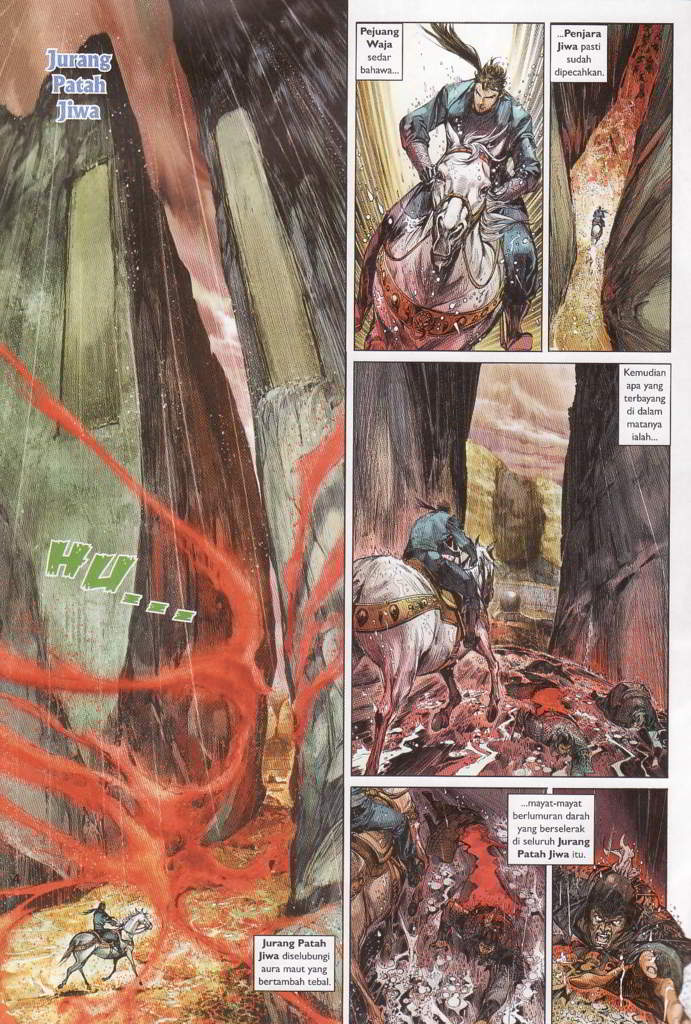 Jurang
Patah
Jiwa
HU...
Jurang Patah
Jiwa diselubungi
aura maut yang
bertambah tebal.
Pejuang
Waja
sedar
bahawa...
...Penjara
Jiwa pasti
sudah
dipecahkan.
Kemudian
apa yang
terbayang
di dalam
matanya
ialah...
...mayat-mayat
berlumuran darah
yang berselerak
di seluruh Jurang
Patah Jiwa itu.
4